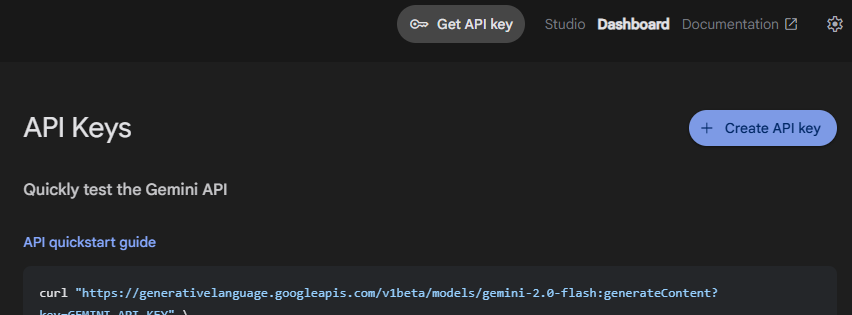 Get API key Studio Dashboard Documentation
API Keys
Create API key
Quickly test the Gemini API
API quickstart guide
curl "https://generativelanguage.googleapis.com/v1beta/models/gemini-2.0-flash:generateContent?
key=GEMINI_API_KEY" \